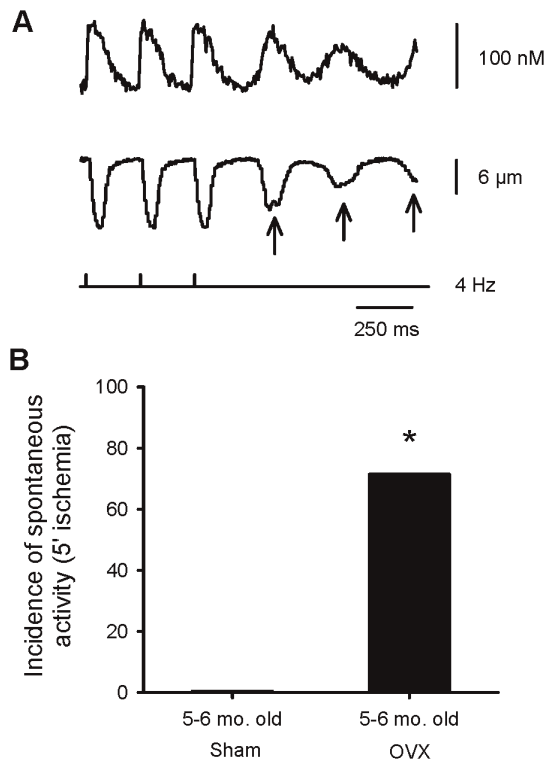 A
100 nM
6 µm
4 Hz
250 ms
B
Incidence of spontaneous
activity (5' ischemia)
100
80
60
40
20
0
*
5-6 mo. old
Sham
5-6 mo. old
OVX